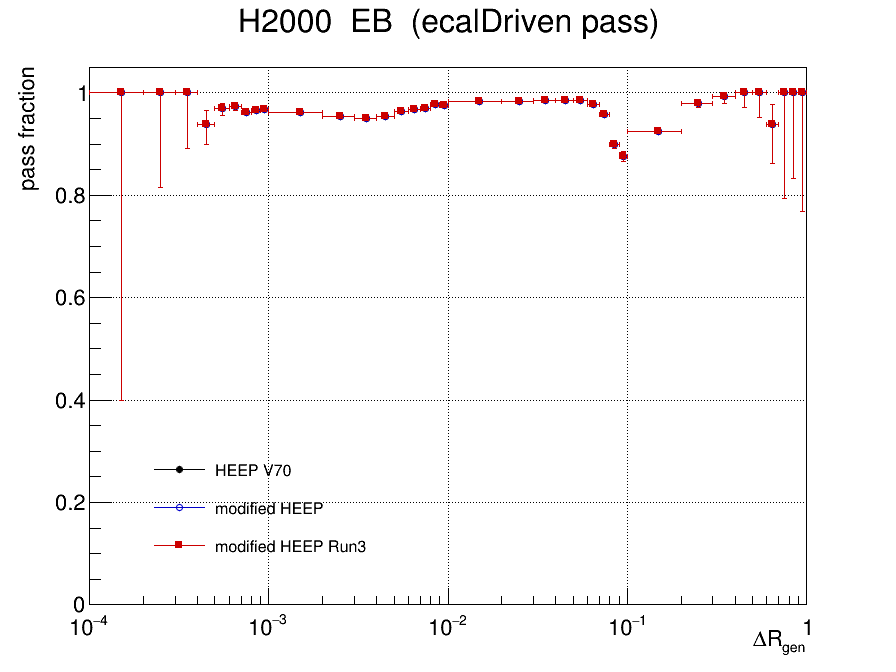 H2000 EB (ecalDriven pass)
pass fraction
1
0.8
0.6
0.4
0.2
0
HEEP V70
modified HEEP
modified HEEP Run3
10⁻⁴ 10⁻³ 10⁻² 10⁻¹ 1
ΔR_gen